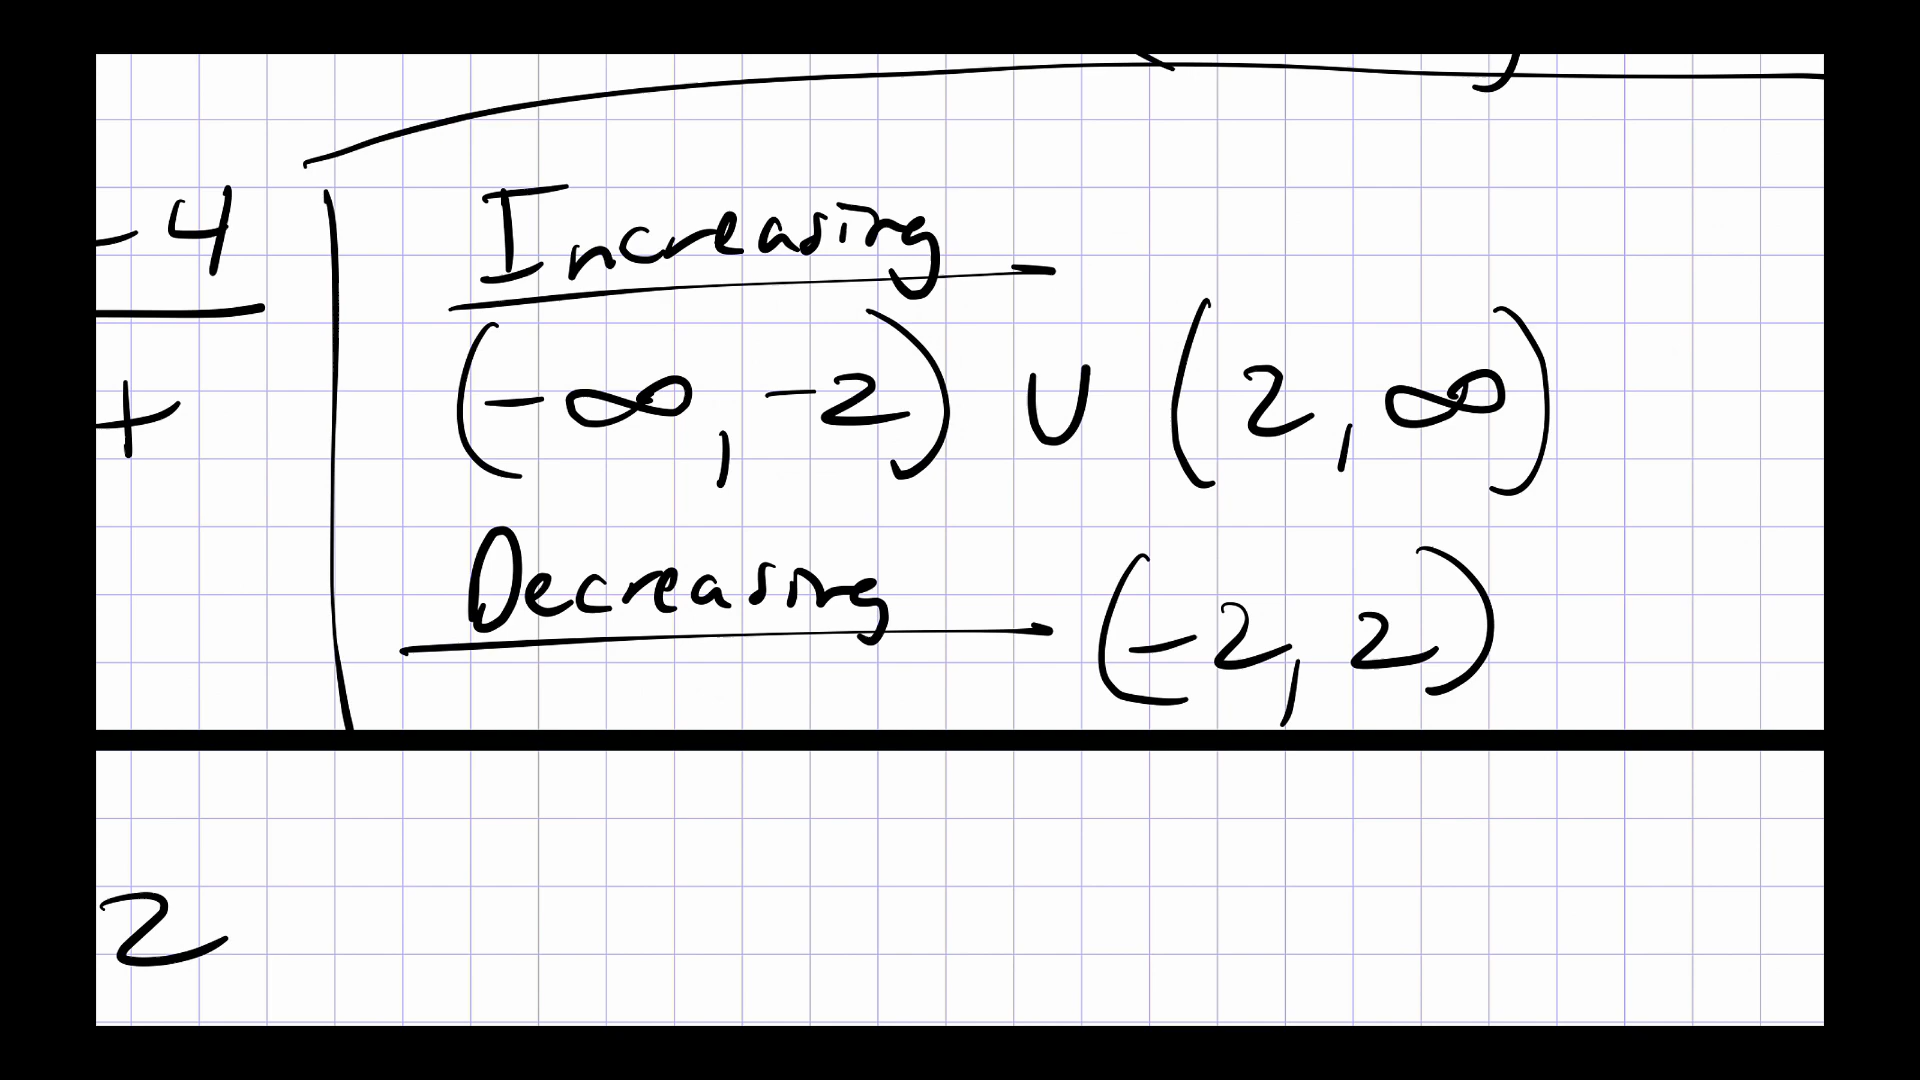 - 4
+
Increasing
(-∞, -2) ∪ (2, ∞)
Decreasing (-2, 2)
2